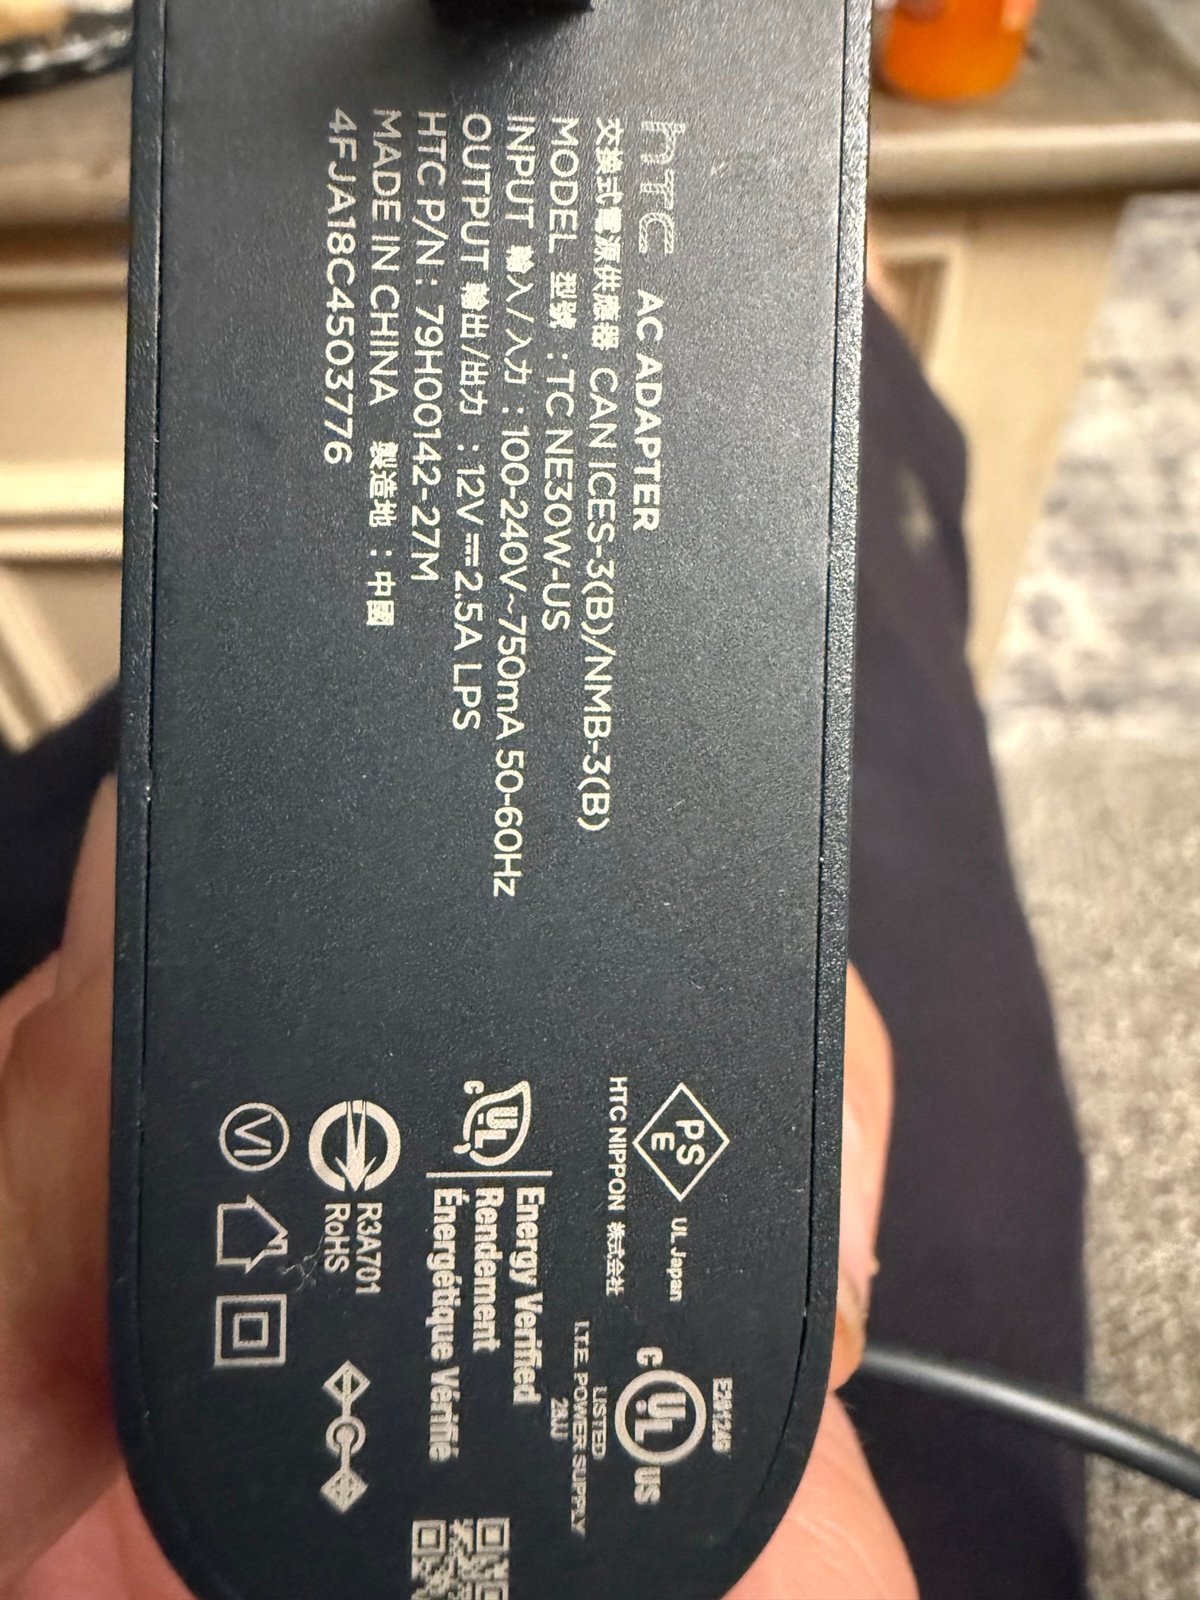 htc AC ADAPTER
交換式電源供應器 CAN ICES-3(B)/NMB-3(B)
MODEL 型號 : TC NE30W-US
INPUT 輸入/入力 : 100-240V~750mA 50-60Hz
OUTPUT 輸出/出力 : 12V⎓2.5A LPS
HTC P/N : 79H00142-27M
MADE IN CHINA 製造地 : 中國
4FJA18C4503776
PS
E
UL Japan
HTC NIPPON 株式会社
c UL US
LISTED
I.T.E. POWER SUPPLY
c UL
Energy Verified
Rendement
Énergétique Vérifié
R3A701
RoHS
VI